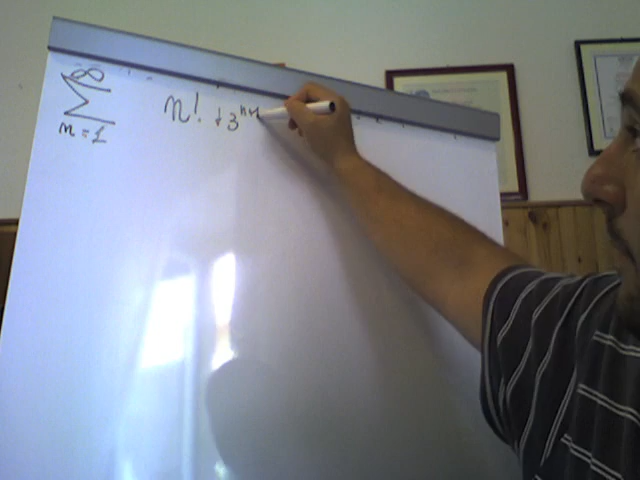 ∞
∑ n! + 3ⁿ⁺¹
n=1